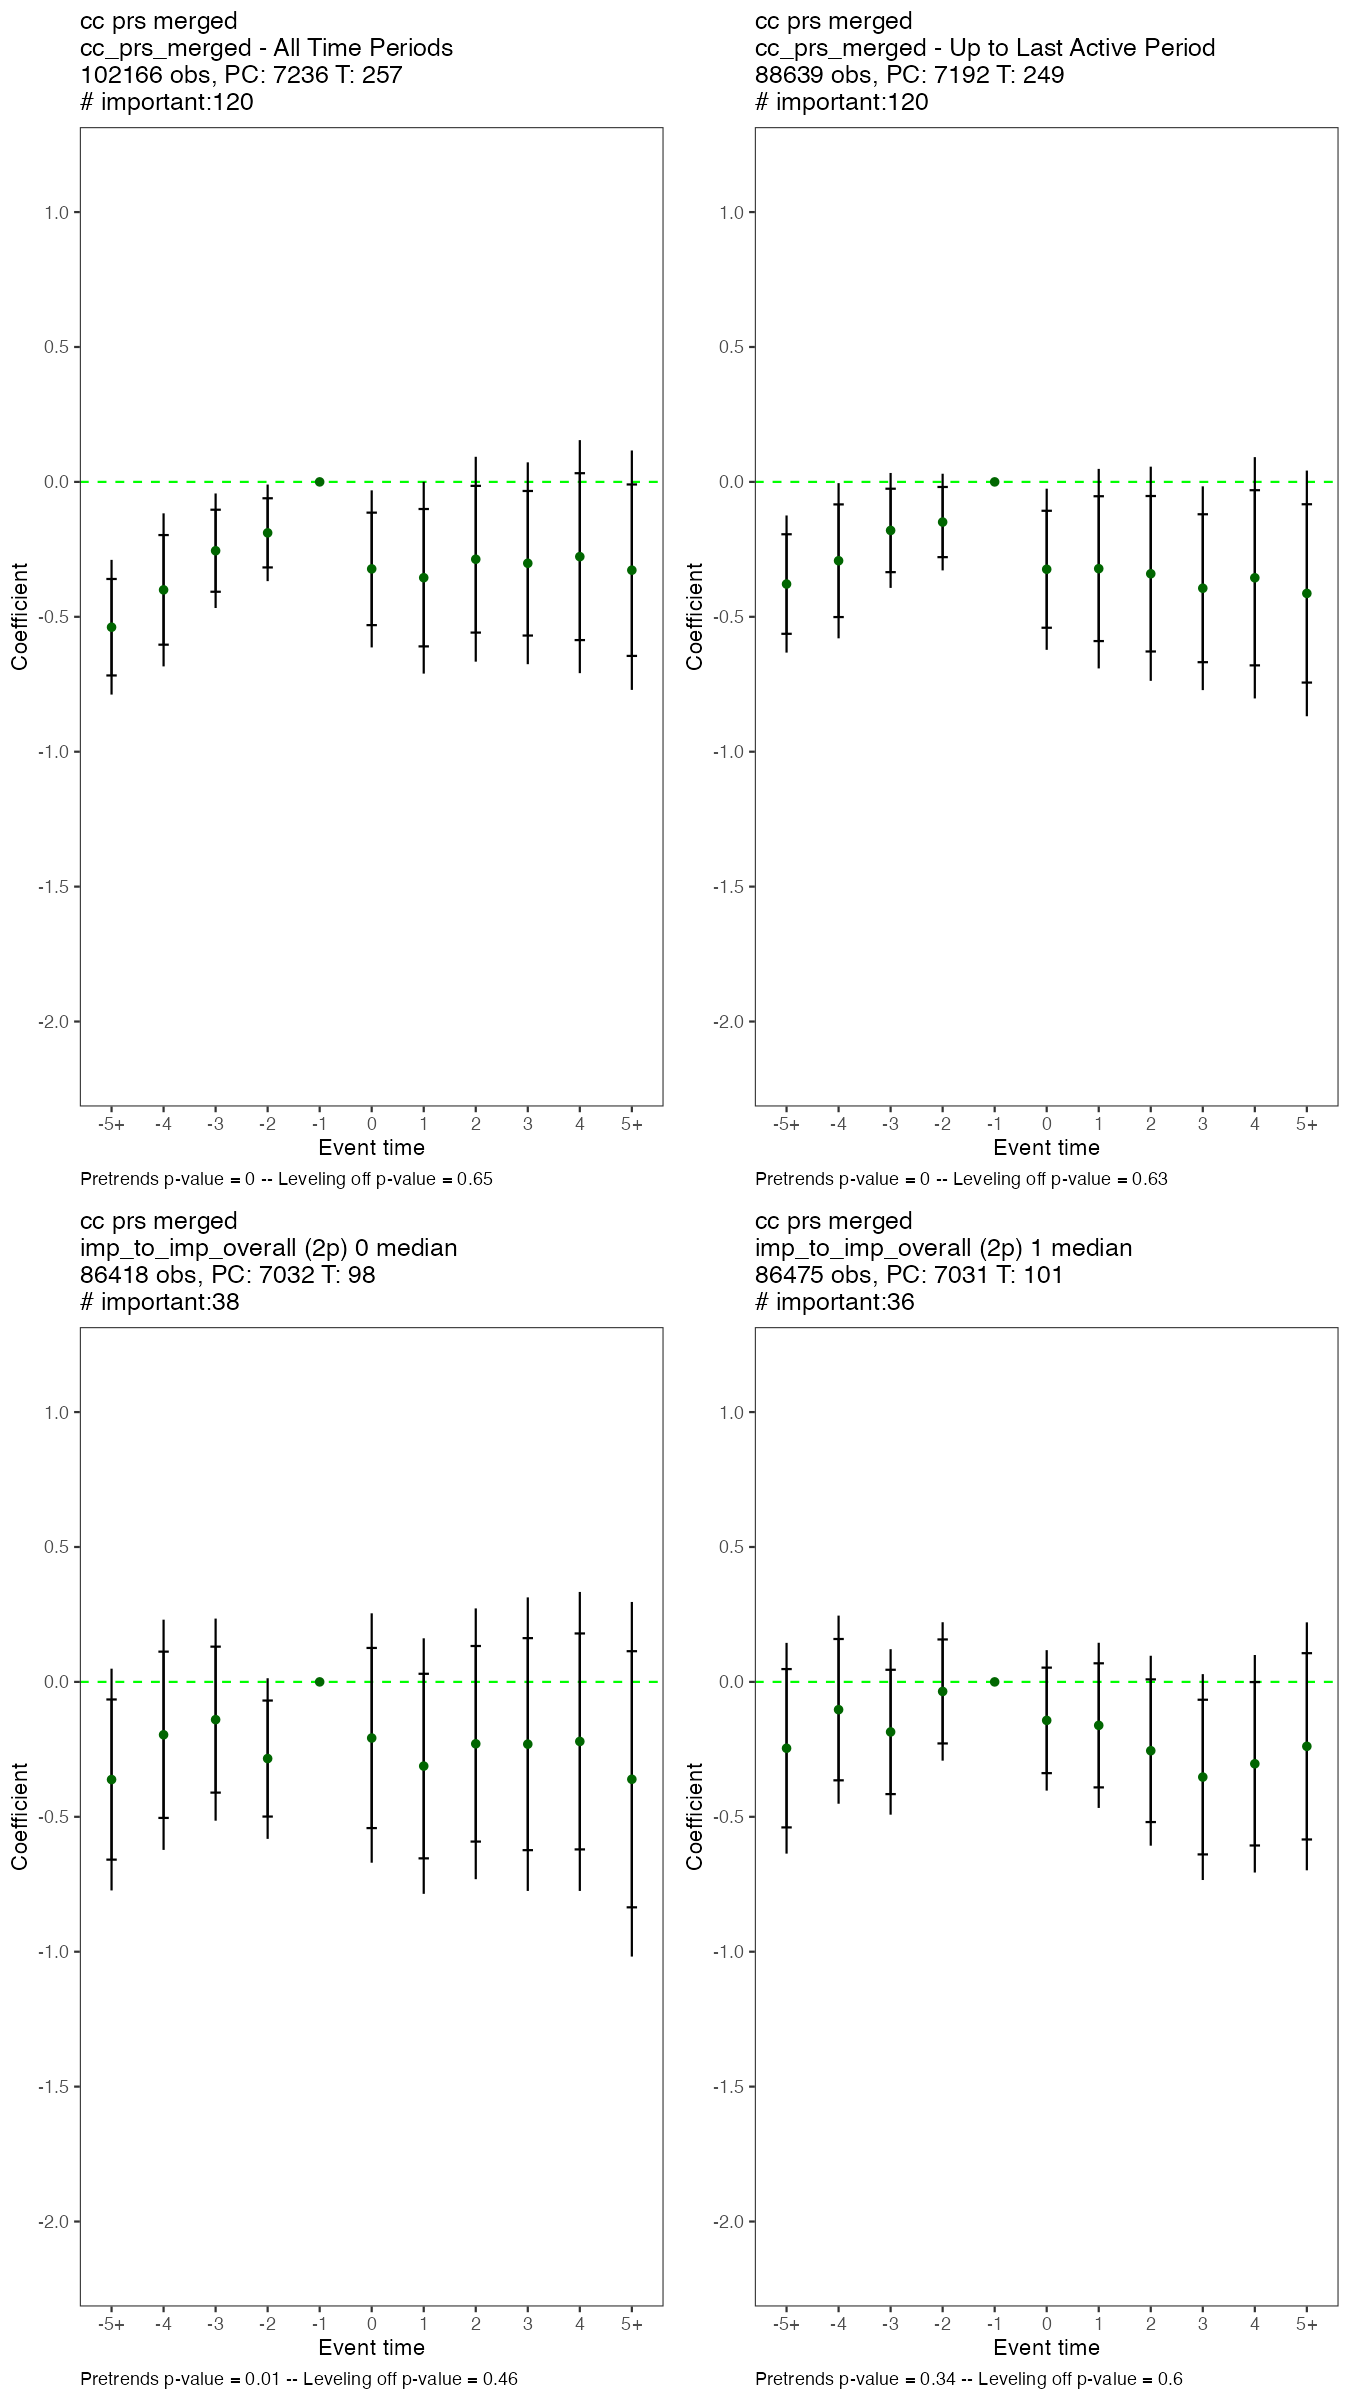 cc prs merged
cc_prs_merged - All Time Periods
102166 obs, PC: 7236 T: 257
# important:120
1.0
0.5
0.0
-0.5
-1.0
-1.5
-2.0
Coefficient
-5+ -4 -3 -2 -1 0 1 2 3 4 5+
Event time
Pretrends p-value = 0 -- Leveling off p-value = 0.65
cc prs merged
cc_prs_merged - Up to Last Active Period
88639 obs, PC: 7192 T: 249
# important:120
1.0
0.5
0.0
-0.5
-1.0
-1.5
-2.0
Coefficient
-5+ -4 -3 -2 -1 0 1 2 3 4 5+
Event time
Pretrends p-value = 0 -- Leveling off p-value = 0.63
cc prs merged
imp_to_imp_overall (2p) 0 median
86418 obs, PC: 7032 T: 98
# important:38
1.0
0.5
0.0
-0.5
-1.0
-1.5
-2.0
Coefficient
-5+ -4 -3 -2 -1 0 1 2 3 4 5+
Event time
Pretrends p-value = 0.01 -- Leveling off p-value = 0.46
cc prs merged
imp_to_imp_overall (2p) 1 median
86475 obs, PC: 7031 T: 101
# important:36
1.0
0.5
0.0
-0.5
-1.0
-1.5
-2.0
Coefficient
-5+ -4 -3 -2 -1 0 1 2 3 4 5+
Event time
Pretrends p-value = 0.34 -- Leveling off p-value = 0.6